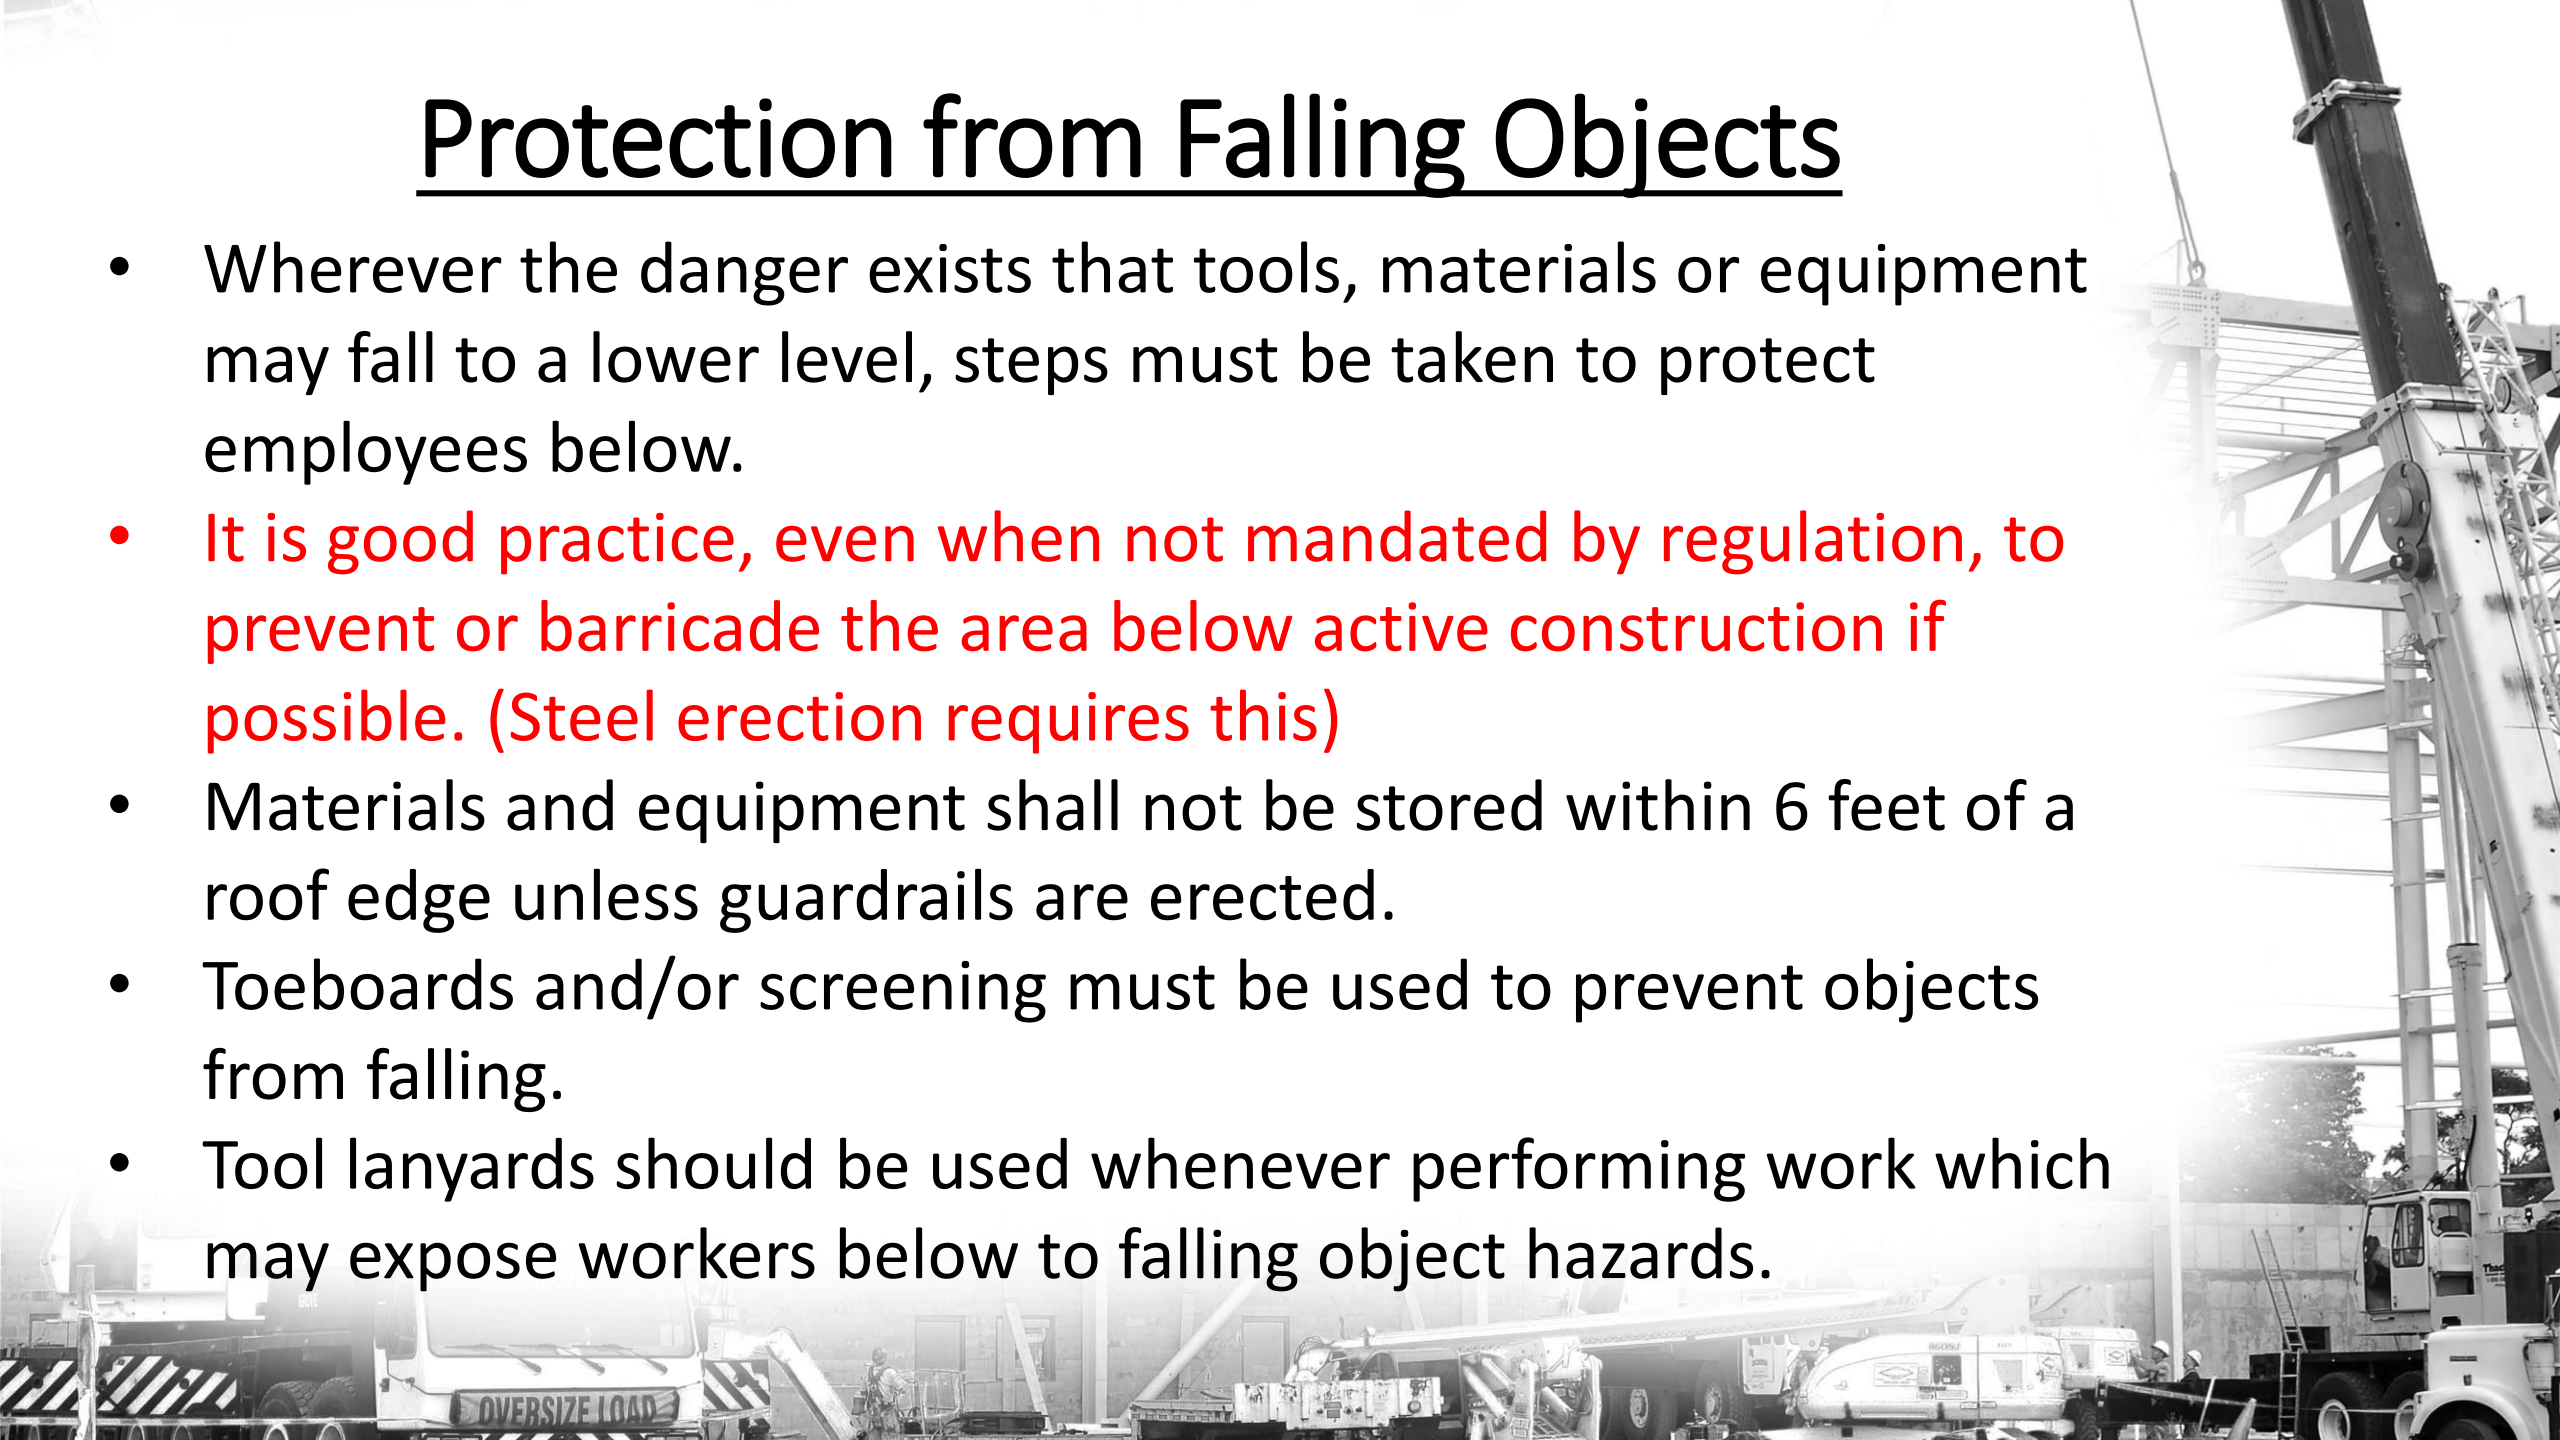 Protection from Falling Objects
• Wherever the danger exists that tools, materials or equipment
may fall to a lower level, steps must be taken to protect
employees below.
• It is good practice, even when not mandated by regulation, to
prevent or barricade the area below active construction if
possible. (Steel erection requires this)
• Materials and equipment shall not be stored within 6 feet of a
roof edge unless guardrails are erected.
• Toeboards and/or screening must be used to prevent objects
from falling.
• Tool lanyards should be used whenever performing work which
may expose workers below to falling object hazards.
GROVE
OVERSIZE LOAD